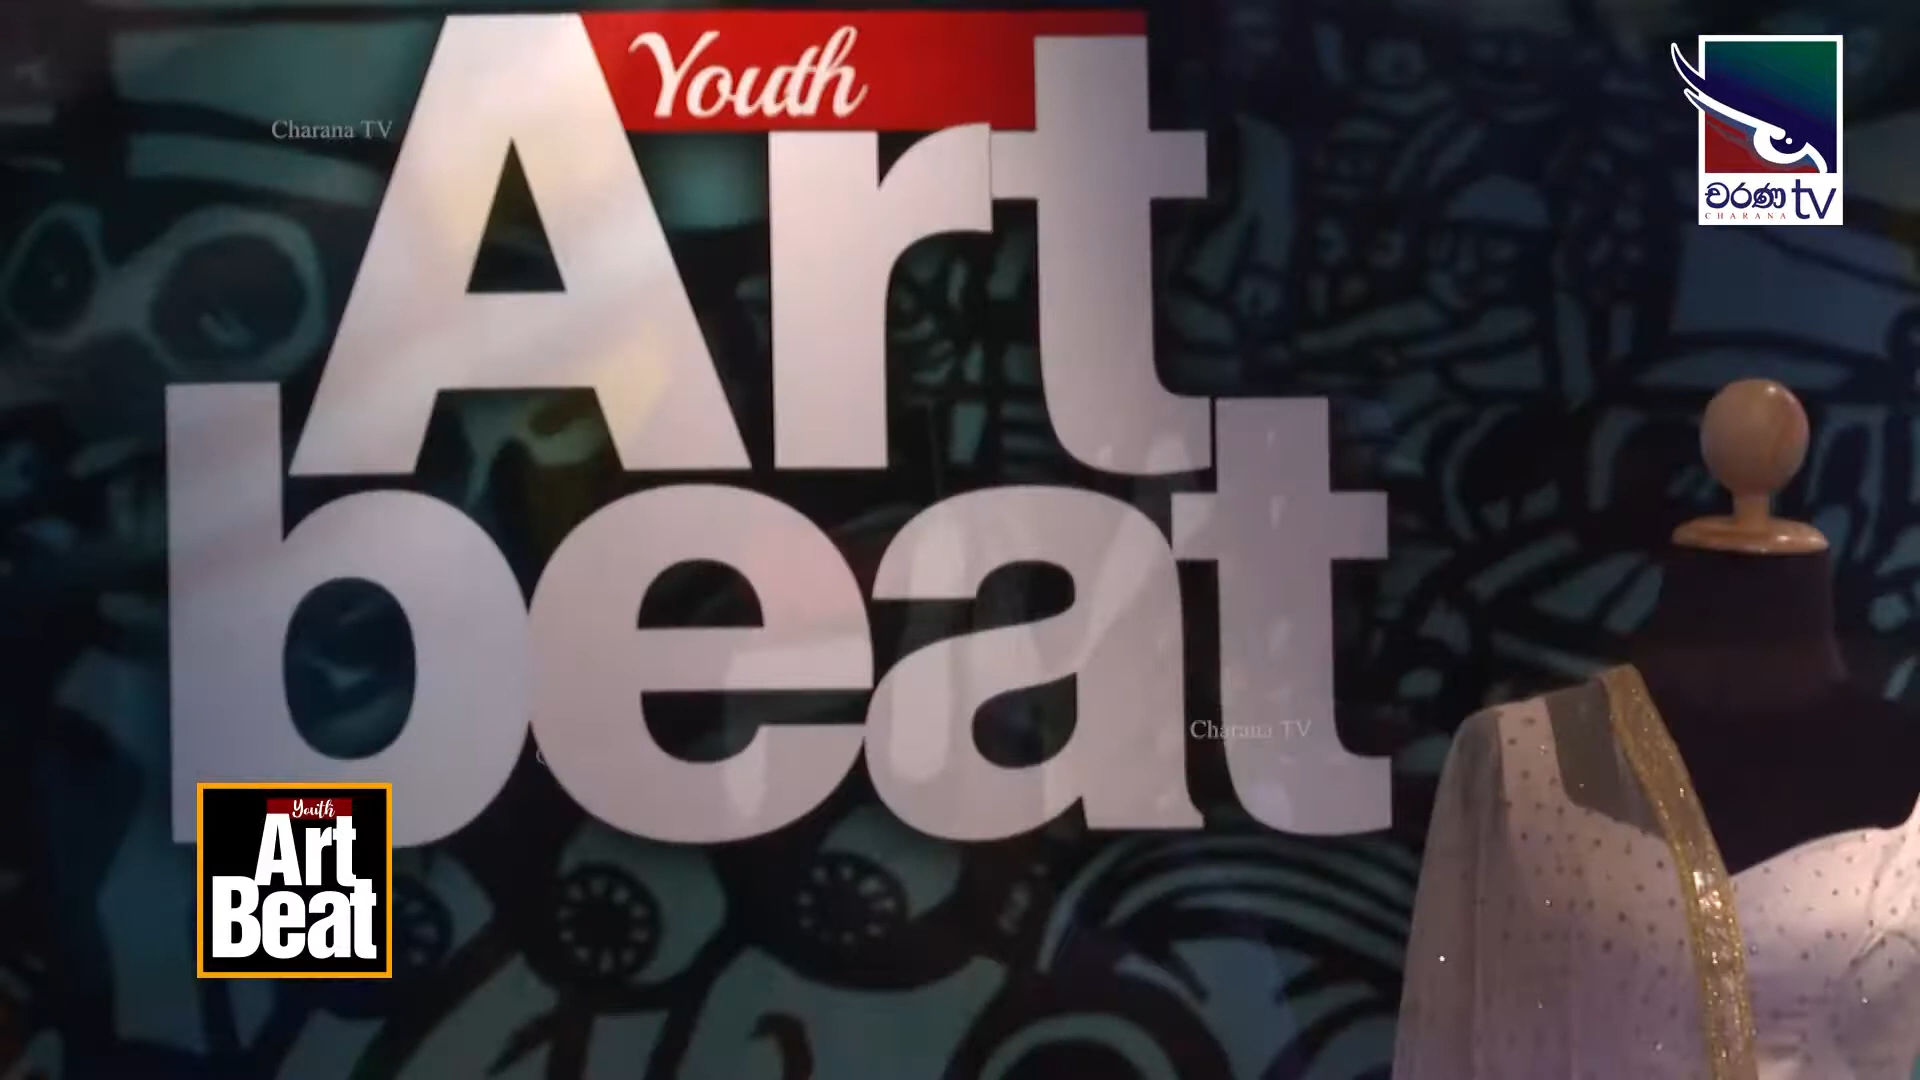 Youth
Art
beat
Charana TV
Charana TV
චරණ tv
CHARANA
Youth
Art
Beat